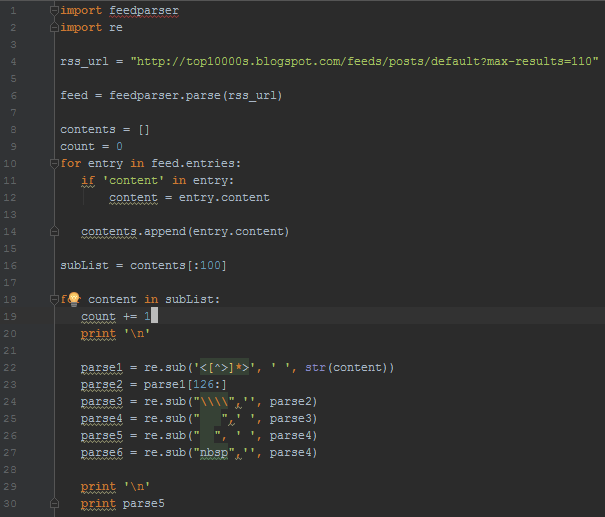 1 import feedparser
2 import re
3
4 rss_url = "http://top10000s.blogspot.com/feeds/posts/default?max-results=110"
5
6 feed = feedparser.parse(rss_url)
7
8 contents = []
9 count = 0
10 for entry in feed.entries:
11     if 'content' in entry:
12         content = entry.content
13
14     contents.append(entry.content)
15
16 subList = contents[:100]
17
18 for content in subList:
19     count += 1
20     print '\n'
21
22     parse1 = re.sub('<[^>]*>', ' ', str(content))
23     parse2 = parse1[126:]
24     parse3 = re.sub("\\\\",'', parse2)
25     parse4 = re.sub("   ",' ', parse3)
26     parse5 = re.sub("  ", ' ', parse4)
27     parse6 = re.sub("nbsp",'', parse4)
28
29     print '\n'
30     print parse5